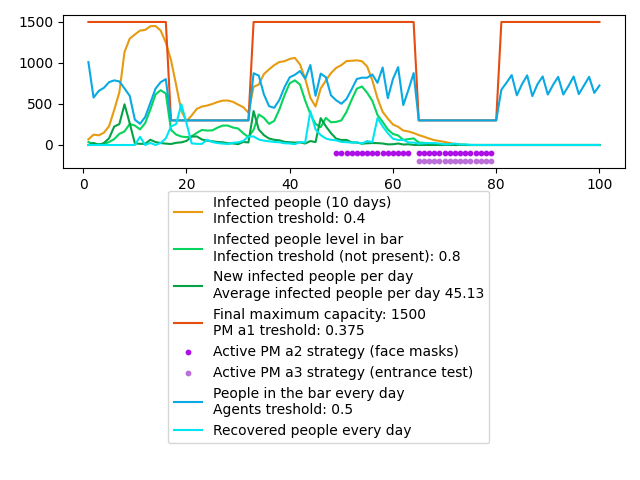 1500
1000
500
0
0 20 40 60 80 100
Infected people (10 days)
Infection treshold: 0.4
Infected people level in bar
Infection treshold (not present): 0.8
New infected people per day
Average infected people per day 45.13
Final maximum capacity: 1500
PM a1 treshold: 0.375
Active PM a2 strategy (face masks)
Active PM a3 strategy (entrance test)
People in the bar every day
Agents treshold: 0.5
Recovered people every day